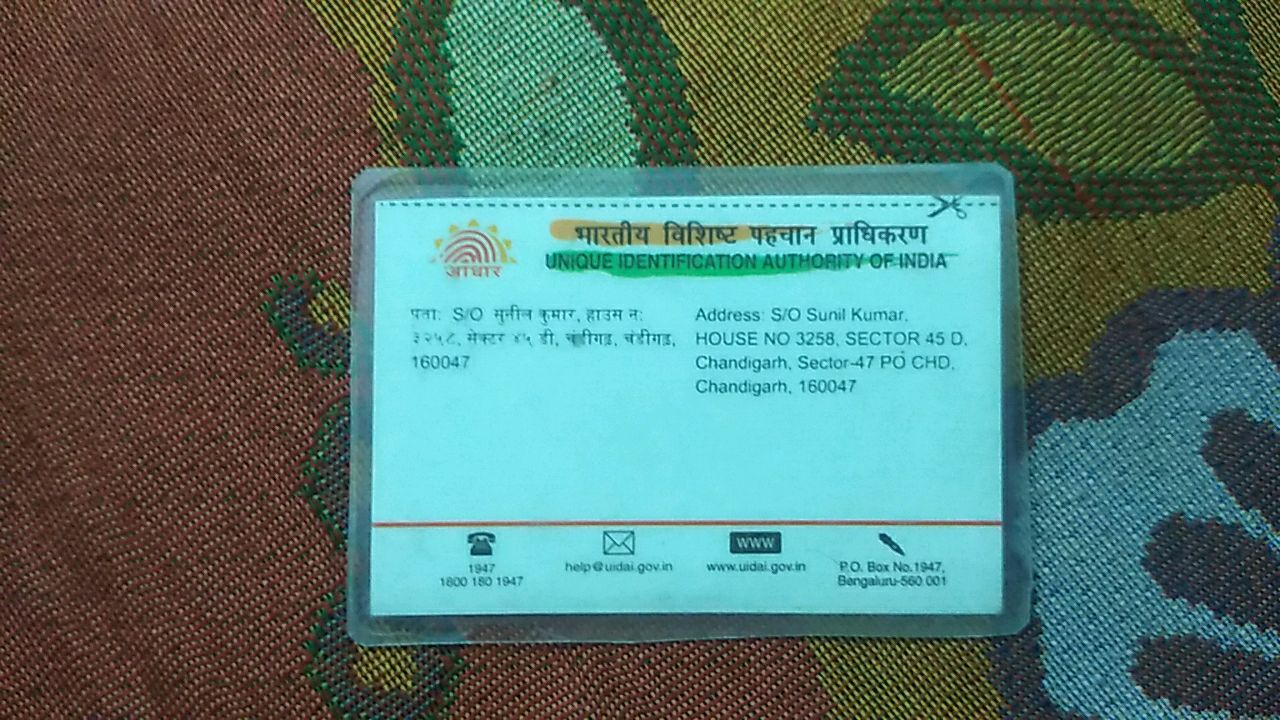 आधार
भारतीय विशिष्ट पहचान प्राधिकरण
UNIQUE IDENTIFICATION AUTHORITY OF INDIA
पता: S/O सुनील कुमार, हाउस न:
३२५८, सेक्टर ४५ डी, चंडीगढ़, चंडीगढ़,
160047
Address: S/O Sunil Kumar,
HOUSE NO 3258, SECTOR 45 D,
Chandigarh, Sector-47 PO CHD,
Chandigarh, 160047
1947
1800 180 1947
help@uidai.gov.in
WWW
www.uidai.gov.in
P.O. Box No.1947,
Bengaluru-560 001